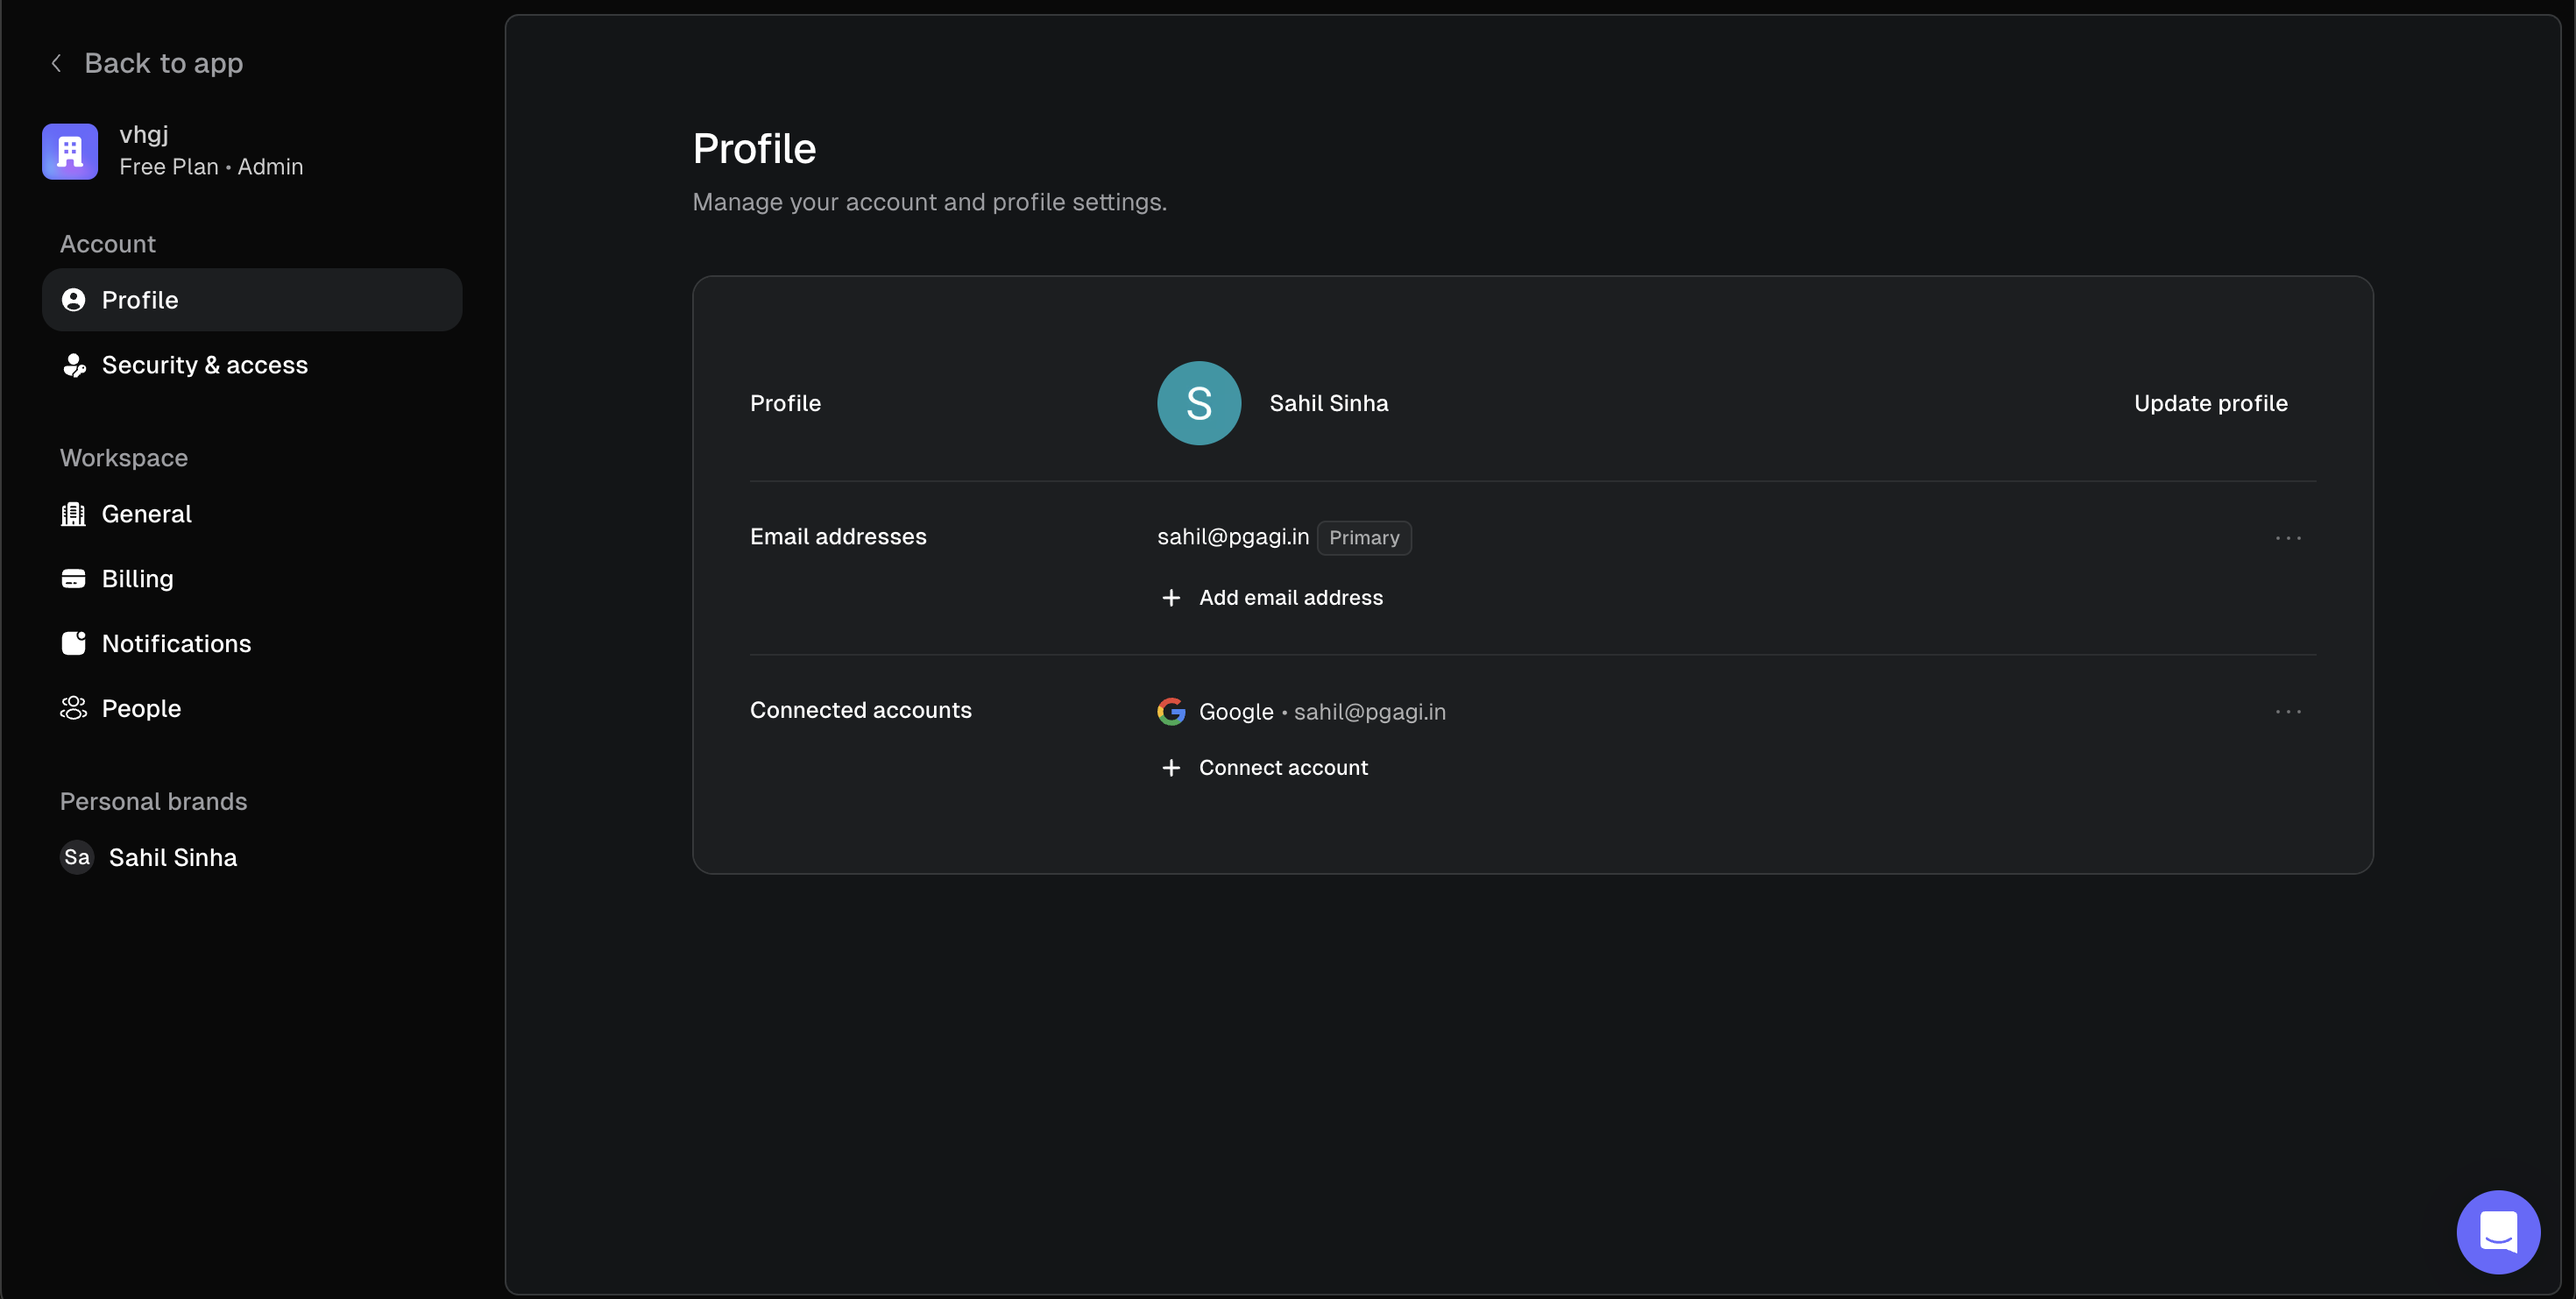 Back to app
vhgj
Free Plan • Admin
Account
Profile
Security & access
Workspace
General
Billing
Notifications
People
Personal brands
Sa Sahil Sinha
Profile
Manage your account and profile settings.
Profile S Sahil Sinha Update profile
Email addresses sahil@pgagi.in Primary ···
+ Add email address
Connected accounts Google • sahil@pgagi.in ···
+ Connect account